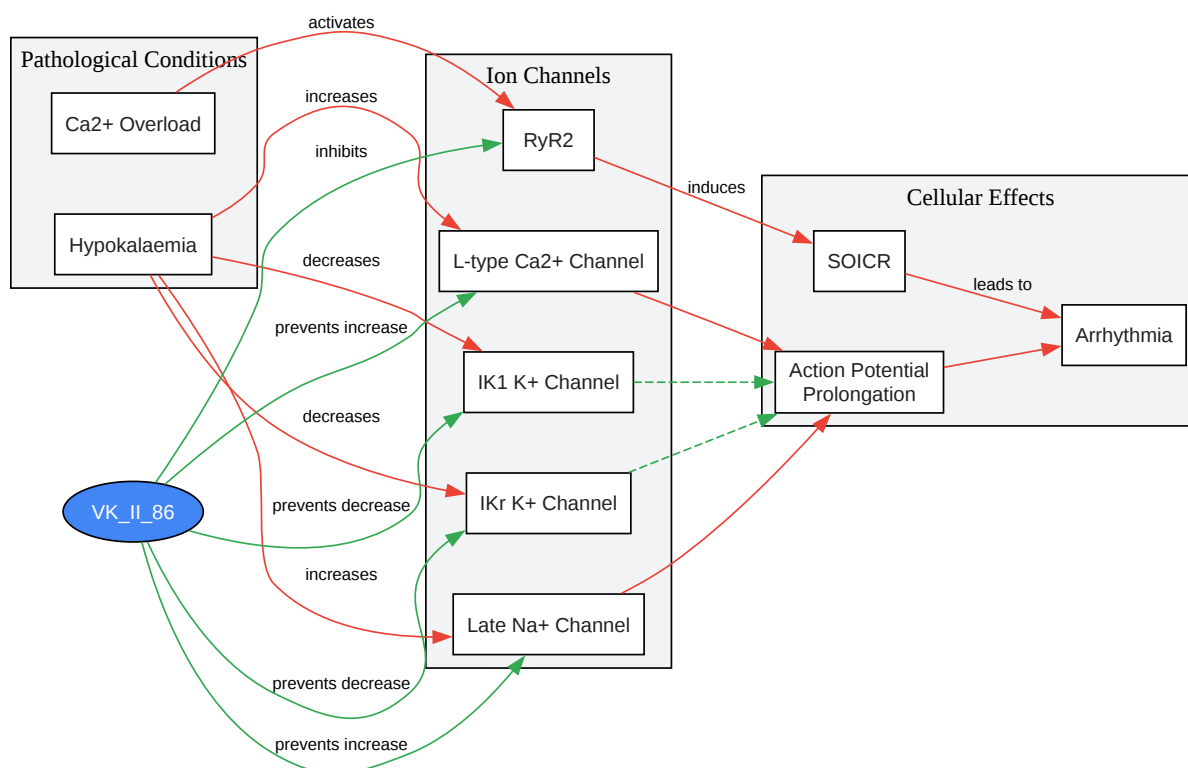 activates
Pathological Conditions
Ion Channels
Ca2+ Overload
increases
RyR2
inhibits
induces
Cellular Effects
Hypokalaemia
decreases
L-type Ca2+ Channel
SOICR
leads to
prevents increase
Arrhythmia
IK1 K+ Channel
Action Potential
Prolongation
decreases
VK_II_86
prevents decrease
IKr K+ Channel
increases
Late Na+ Channel
prevents decrease
prevents increase